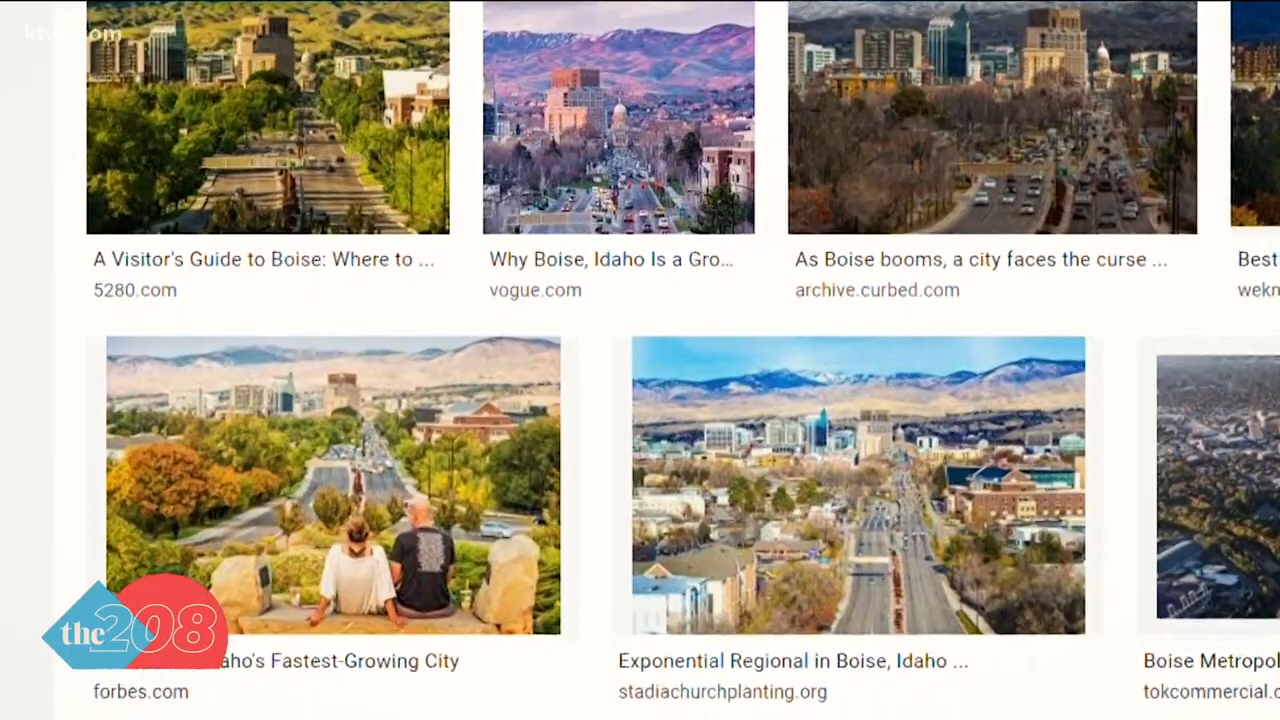 A Visitor's Guide to Boise: Where to ...
5280.com
Why Boise, Idaho Is a Gro...
vogue.com
As Boise booms, a city faces the curse ...
archive.curbed.com
Best
the 208
aho's Fastest-Growing City
forbes.com
Exponential Regional in Boise, Idaho ...
stadiachurchplanting.org
Boise Metropol
tokcommercial.c